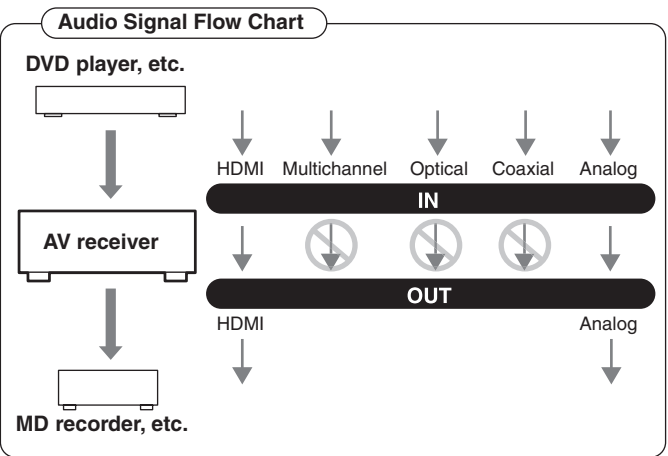 Audio Signal Flow Chart
DVD player, etc.
HDMI Multichannel Optical Coaxial Analog
IN
AV receiver
OUT
HDMI Analog
MD recorder, etc.